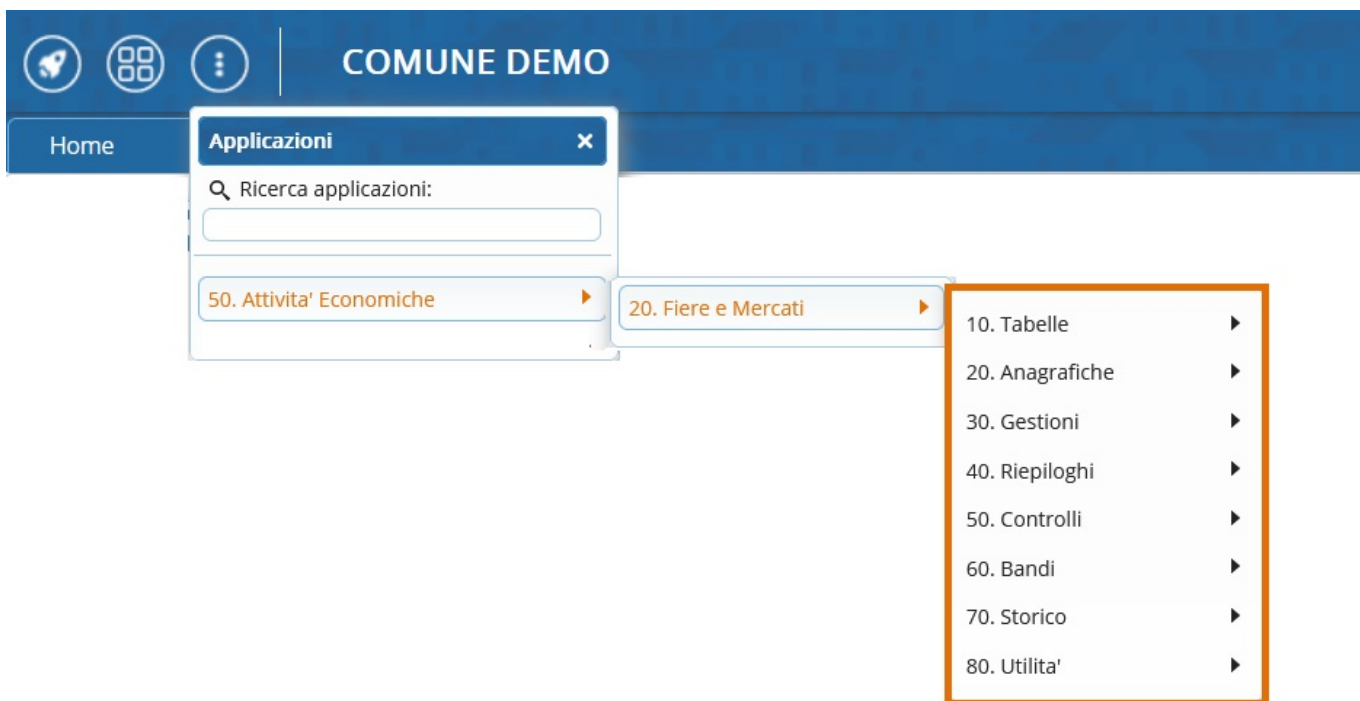 COMUNE DEMO
Home
Applicazioni
Ricerca applicazioni:
50. Attivita' Economiche
20. Fiere e Mercati
10. Tabelle
20. Anagrafiche
30. Gestioni
40. Riepiloghi
50. Controlli
60. Bandi
70. Storico
80. Utilita'